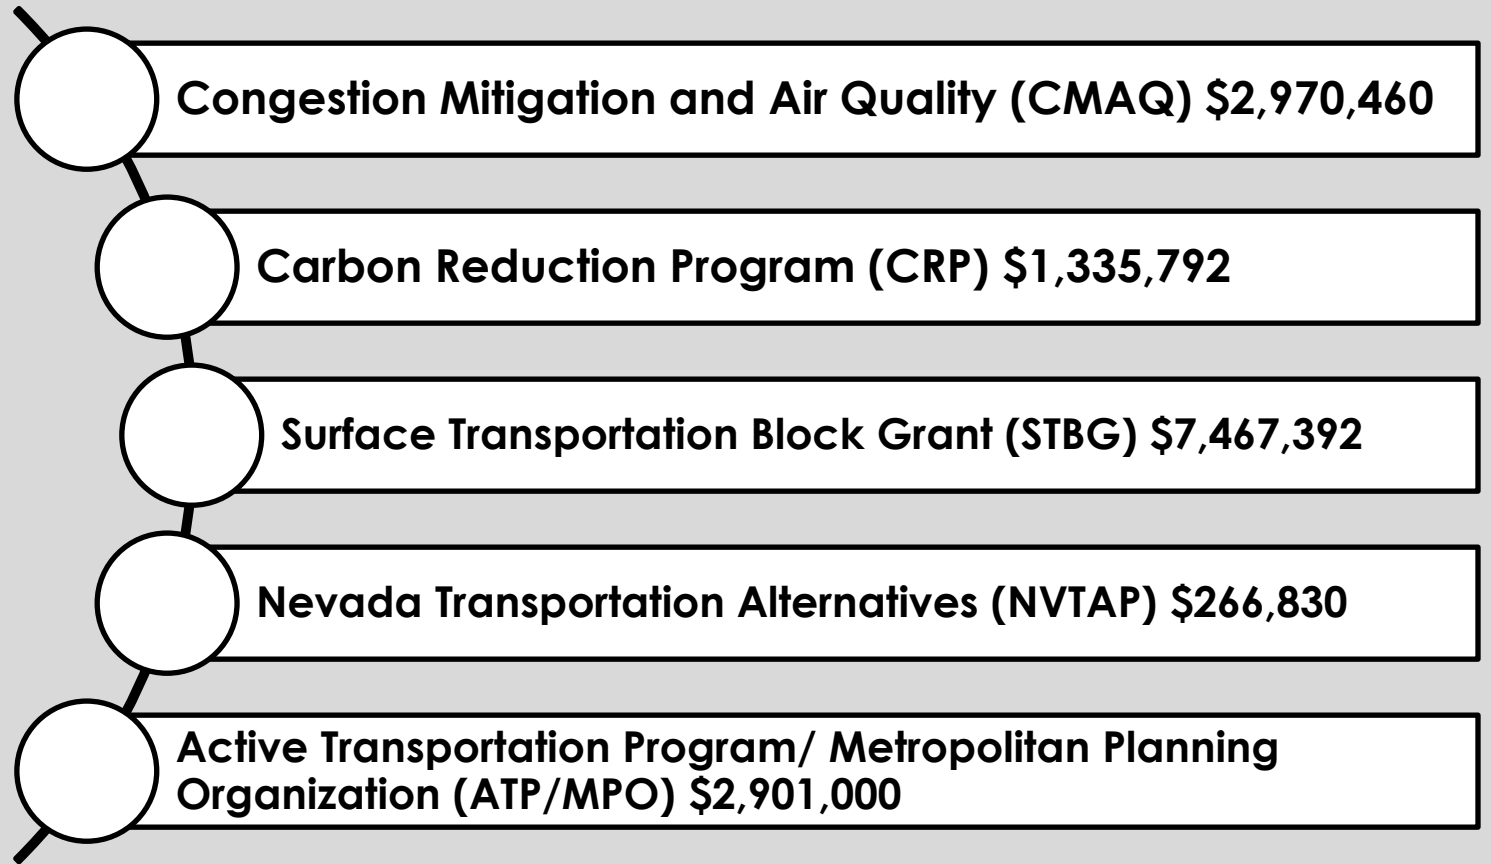 Congestion Mitigation and Air Quality (CMAQ) $2,970,460
Carbon Reduction Program (CRP) $1,335,792
Surface Transportation Block Grant (STBG) $7,467,392
Nevada Transportation Alternatives (NVTAP) $266,830
Active Transportation Program/ Metropolitan Planning
Organization (ATP/MPO) $2,901,000